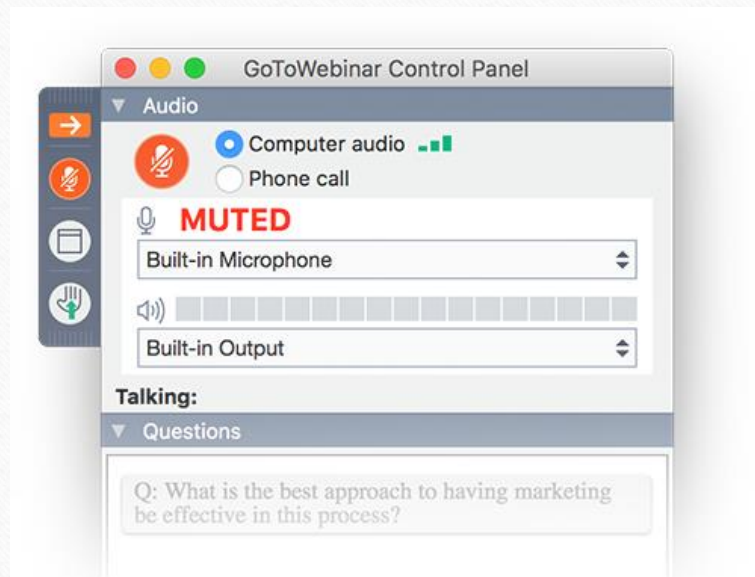 GoToWebinar Control Panel
Audio
Computer audio
Phone call
MUTED
Built-in Microphone
Built-in Output
Talking:
Questions
Q: What is the best approach to having marketing
be effective in this process?